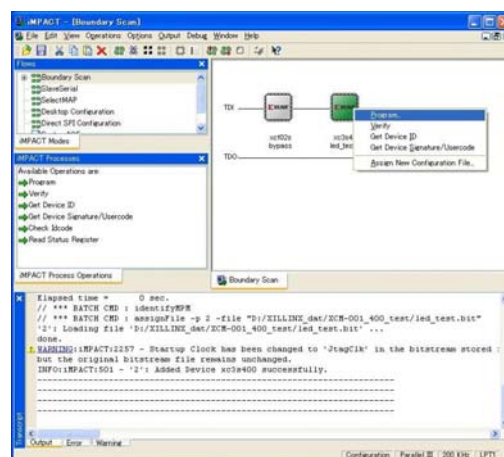 iMPACT - [Boundary Scan]
File Edit View Operations Options Output Debug Window Help
Flows
Boundary Scan
SlaveSerial
SelectMAP
Desktop Configuration
Direct SPI Configuration
iMPACT Modes
iMPACT Processes
Available Operations are:
Program
Verify
Get Device ID
Get Device Signature/Usercode
Check Idcode
Read Status Register
iMPACT Process Operations
TDI
TDO
xcf02s
bypass
xc3s4
led_tes
Program...
Verify
Get Device ID
Get Device Signature/Usercode
Assign New Configuration File...
Boundary Scan
Elapsed time = 0 sec.
// *** BATCH CMD : identifyMPM
// *** BATCH CMD : assignFile -p 2 -file "D:/XILLINX_dat/XCM-001_400_test/led_test.bit"
'2': Loading file 'D:/XILLINX_dat/XCM-001_400_test/led_test.bit' ...
done.
WARNING:iMPACT:2257 - Startup Clock has been changed to 'JtagClk' in the bitstream stored
but the original bitstream file remains unchanged.
INFO:iMPACT:501 - '2': Added Device xc3s400 successfully.
Transcript
Output Error Warning
Configuration Parallel III 200 KHz LPT1